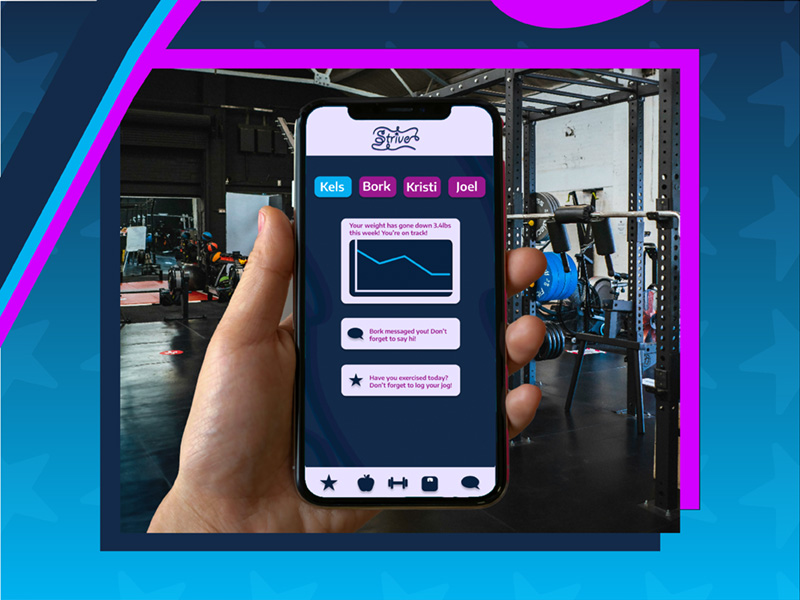 Strive
Kels Bork Kristi Joel
Your weight has gone down 3.4lbs
this week! You're on track!
Bork messaged you! Don't
forget to say hi!
Have you exercised today?
Don't forget to log your jog!